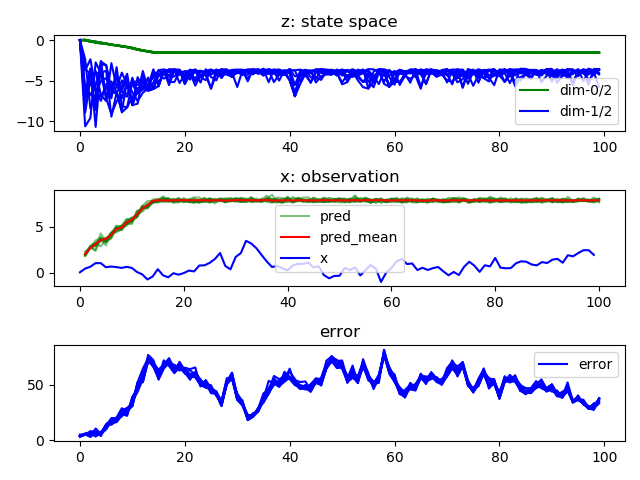 z: state space
0
−5
−10
dim-0/2
dim-1/2
0 20 40 60 80 100
x: observation
5
0
pred
pred_mean
x
0 20 40 60 80 100
error
50
0
error
0 20 40 60 80 100